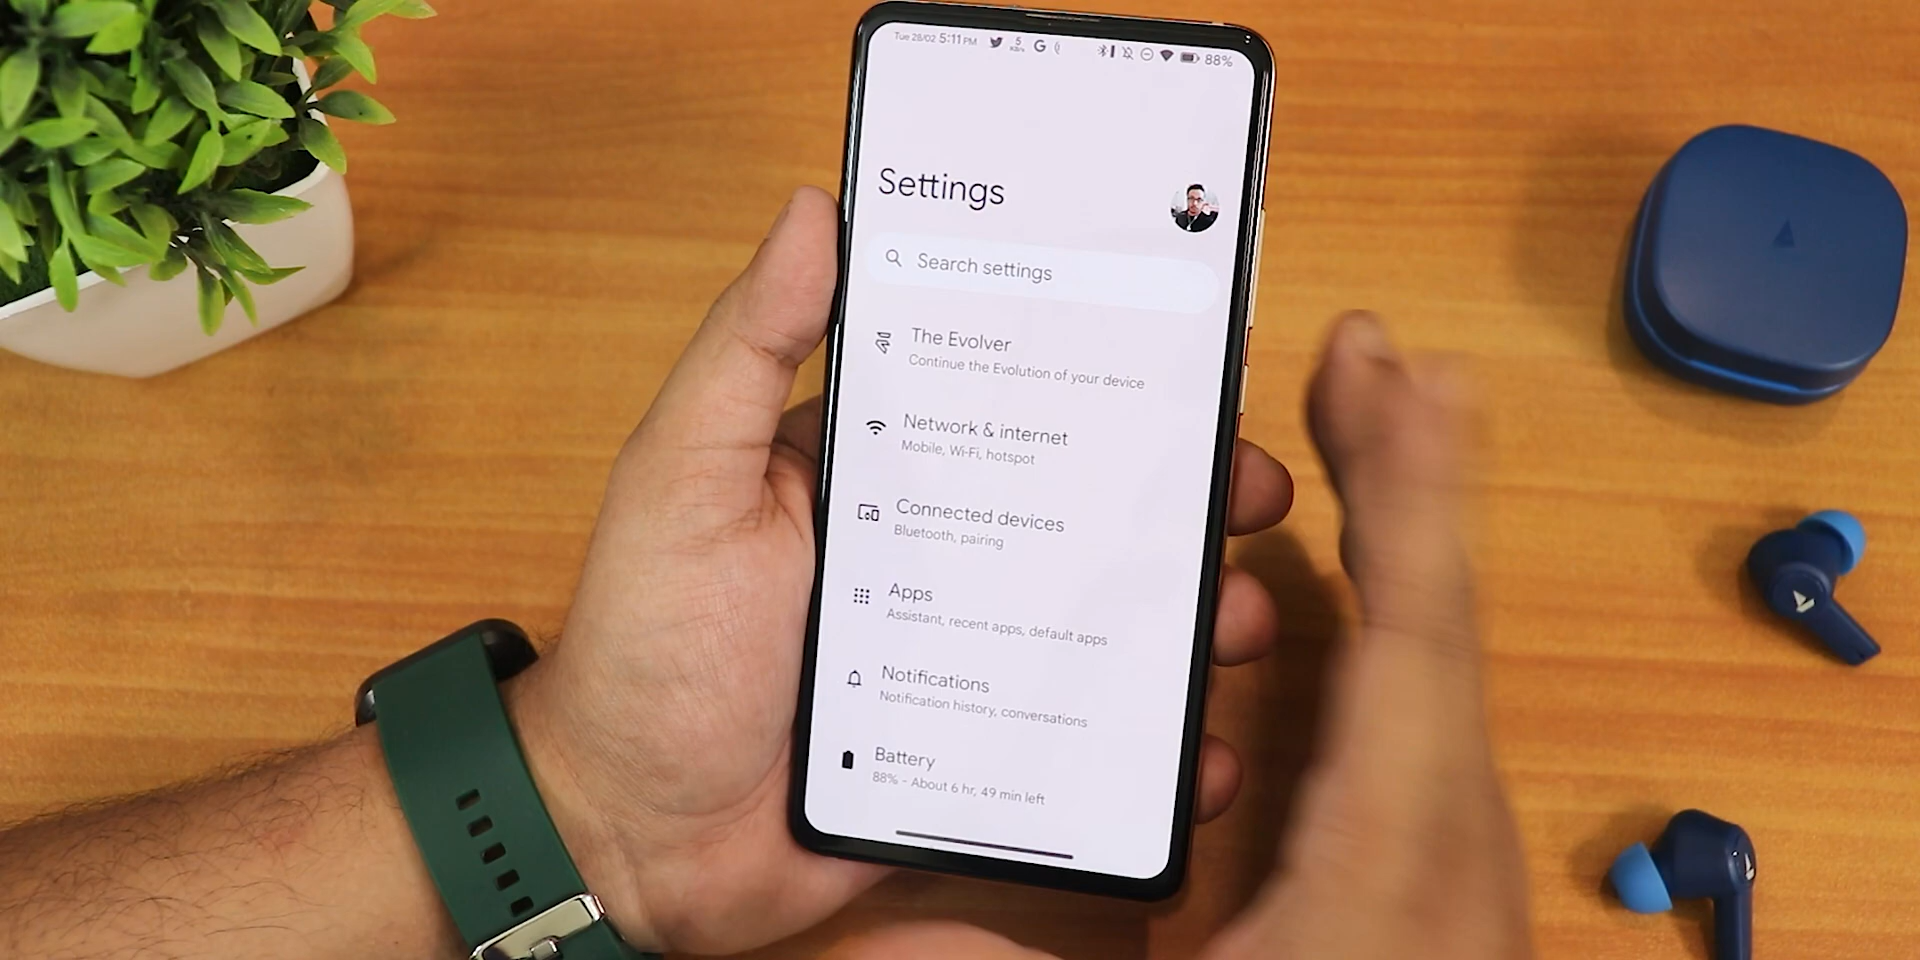 Tue 28/02 5:11 PM 5 KB/s G 88%
Settings
Search settings
The Evolver
Continue the Evolution of your device
Network & internet
Mobile, Wi-Fi, hotspot
Connected devices
Bluetooth, pairing
Apps
Assistant, recent apps, default apps
Notifications
Notification history, conversations
Battery
88% - About 6 hr, 49 min left